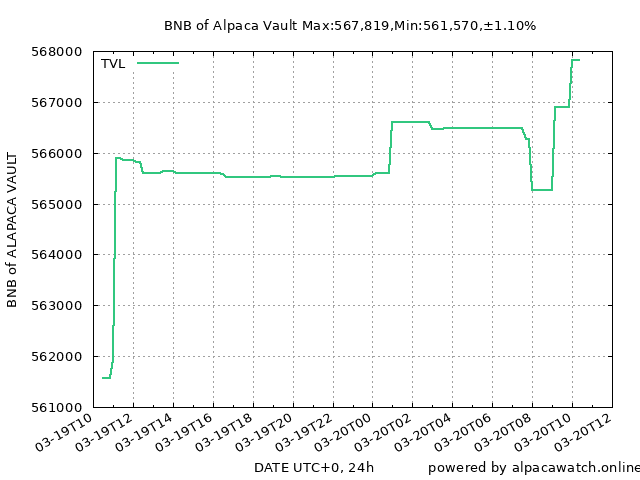 BNB of Alpaca Vault Max:567,819,Min:561,570,±1.10%
TVL
BNB of ALAPACA VAULT
568000
567000
566000
565000
564000
563000
562000
561000
03-19T10
03-19T12
03-19T14
03-19T16
03-19T18
03-19T20
03-19T22
03-20T00
03-20T02
03-20T04
03-20T06
03-20T08
03-20T10
03-20T12
DATE UTC+0, 24h
powered by alpacawatch.online